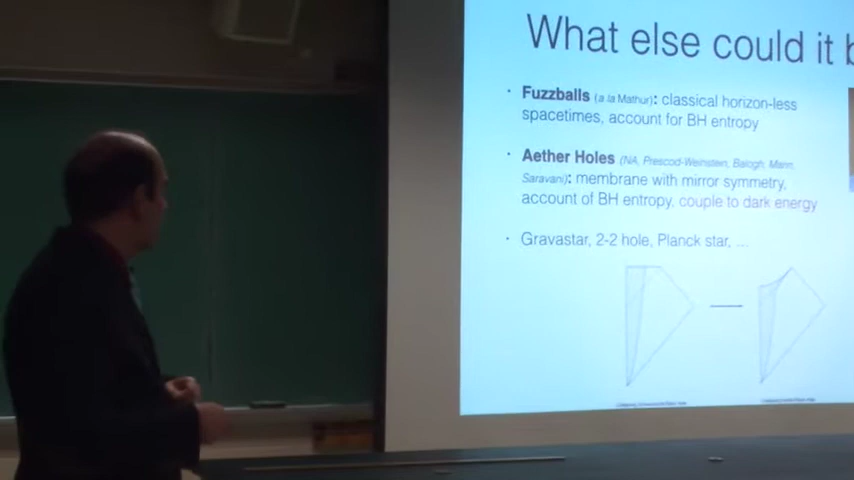 What else could it b
· Fuzzballs (a la Mathur): classical horizon-less
spacetimes, account for BH entropy
· Aether Holes (NA, Prescod-Weinstein, Balogh, Mann,
Saravani): membrane with mirror symmetry,
account of BH entropy, couple to dark energy
· Gravastar, 2-2 hole, Planck star, ...